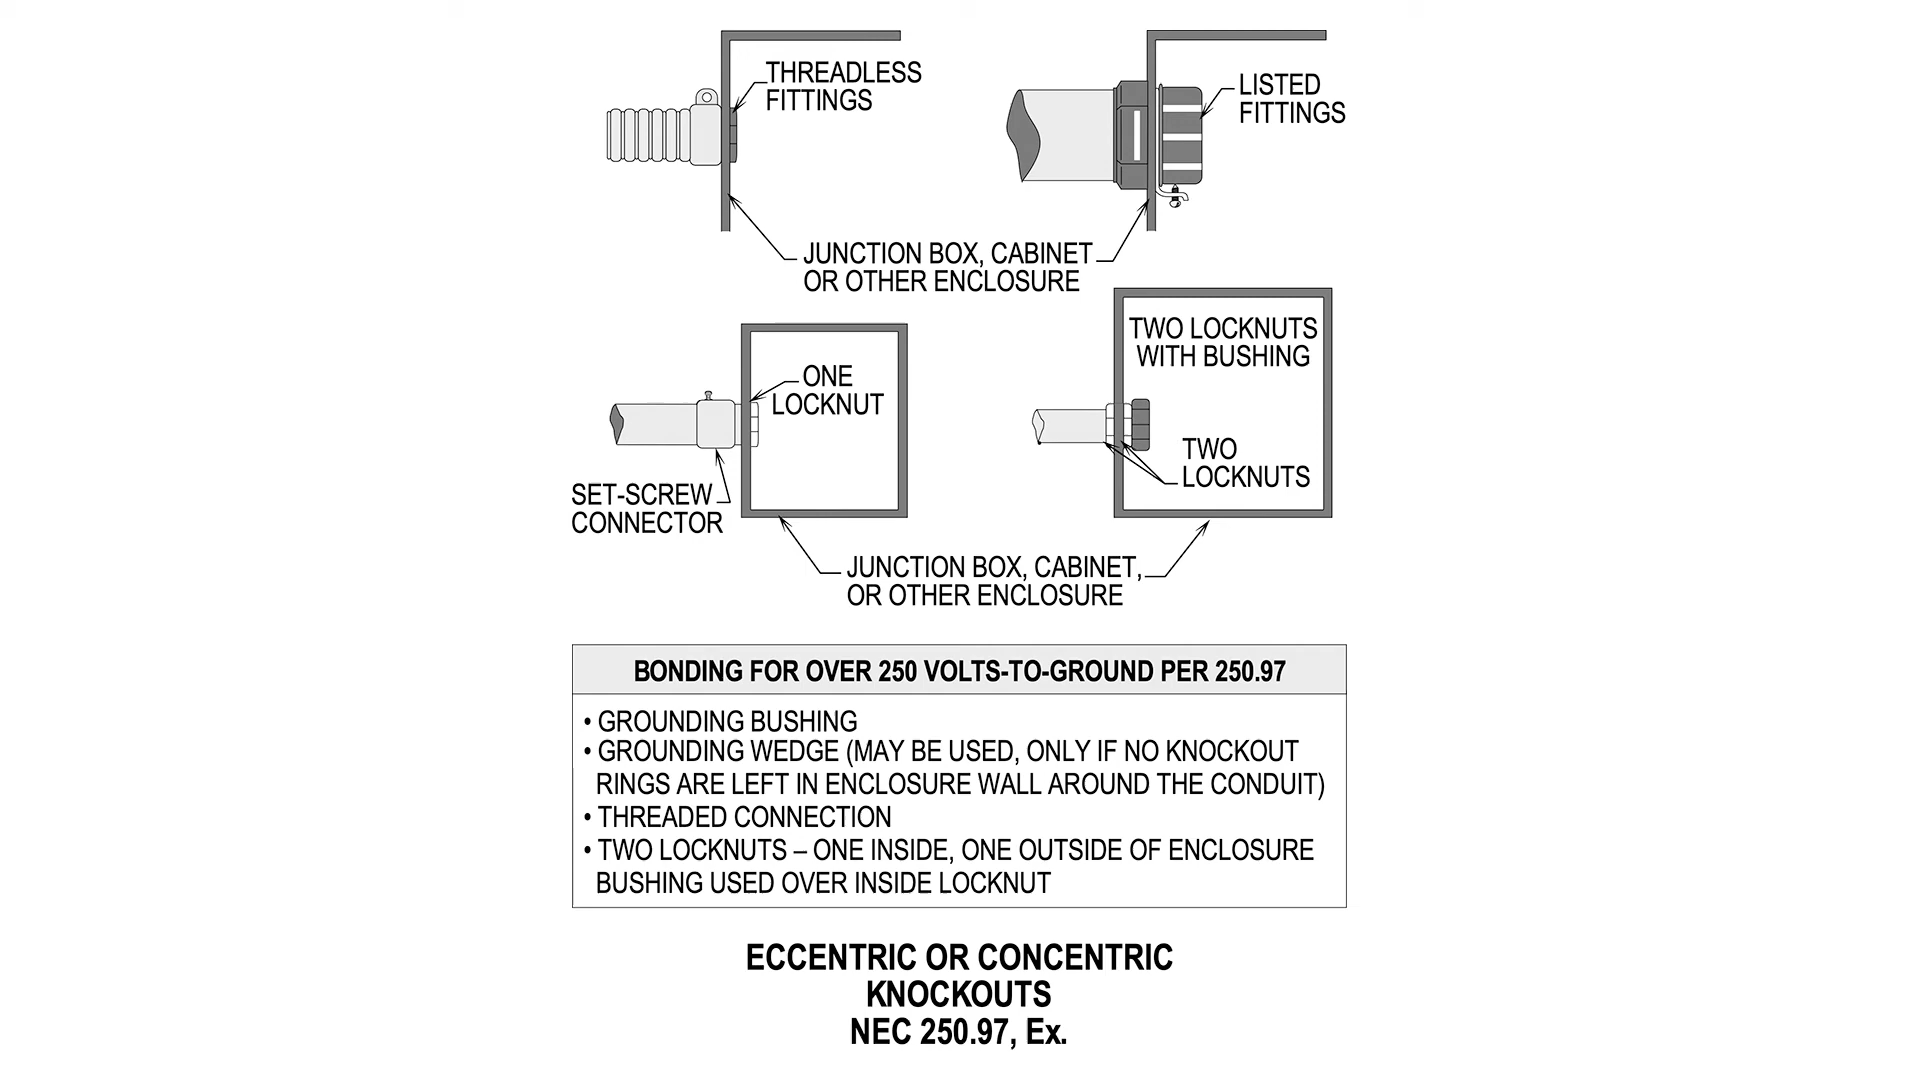 THREADLESS
FITTINGS
LISTED
FITTINGS
JUNCTION BOX, CABINET
OR OTHER ENCLOSURE
ONE
LOCKNUT
SET-SCREW
CONNECTOR
TWO LOCKNUTS
WITH BUSHING
TWO
LOCKNUTS
JUNCTION BOX, CABINET,
OR OTHER ENCLOSURE
BONDING FOR OVER 250 VOLTS-TO-GROUND PER 250.97
• GROUNDING BUSHING
• GROUNDING WEDGE (MAY BE USED, ONLY IF NO KNOCKOUT
RINGS ARE LEFT IN ENCLOSURE WALL AROUND THE CONDUIT)
• THREADED CONNECTION
• TWO LOCKNUTS – ONE INSIDE, ONE OUTSIDE OF ENCLOSURE
BUSHING USED OVER INSIDE LOCKNUT
ECCENTRIC OR CONCENTRIC
KNOCKOUTS
NEC 250.97, Ex.